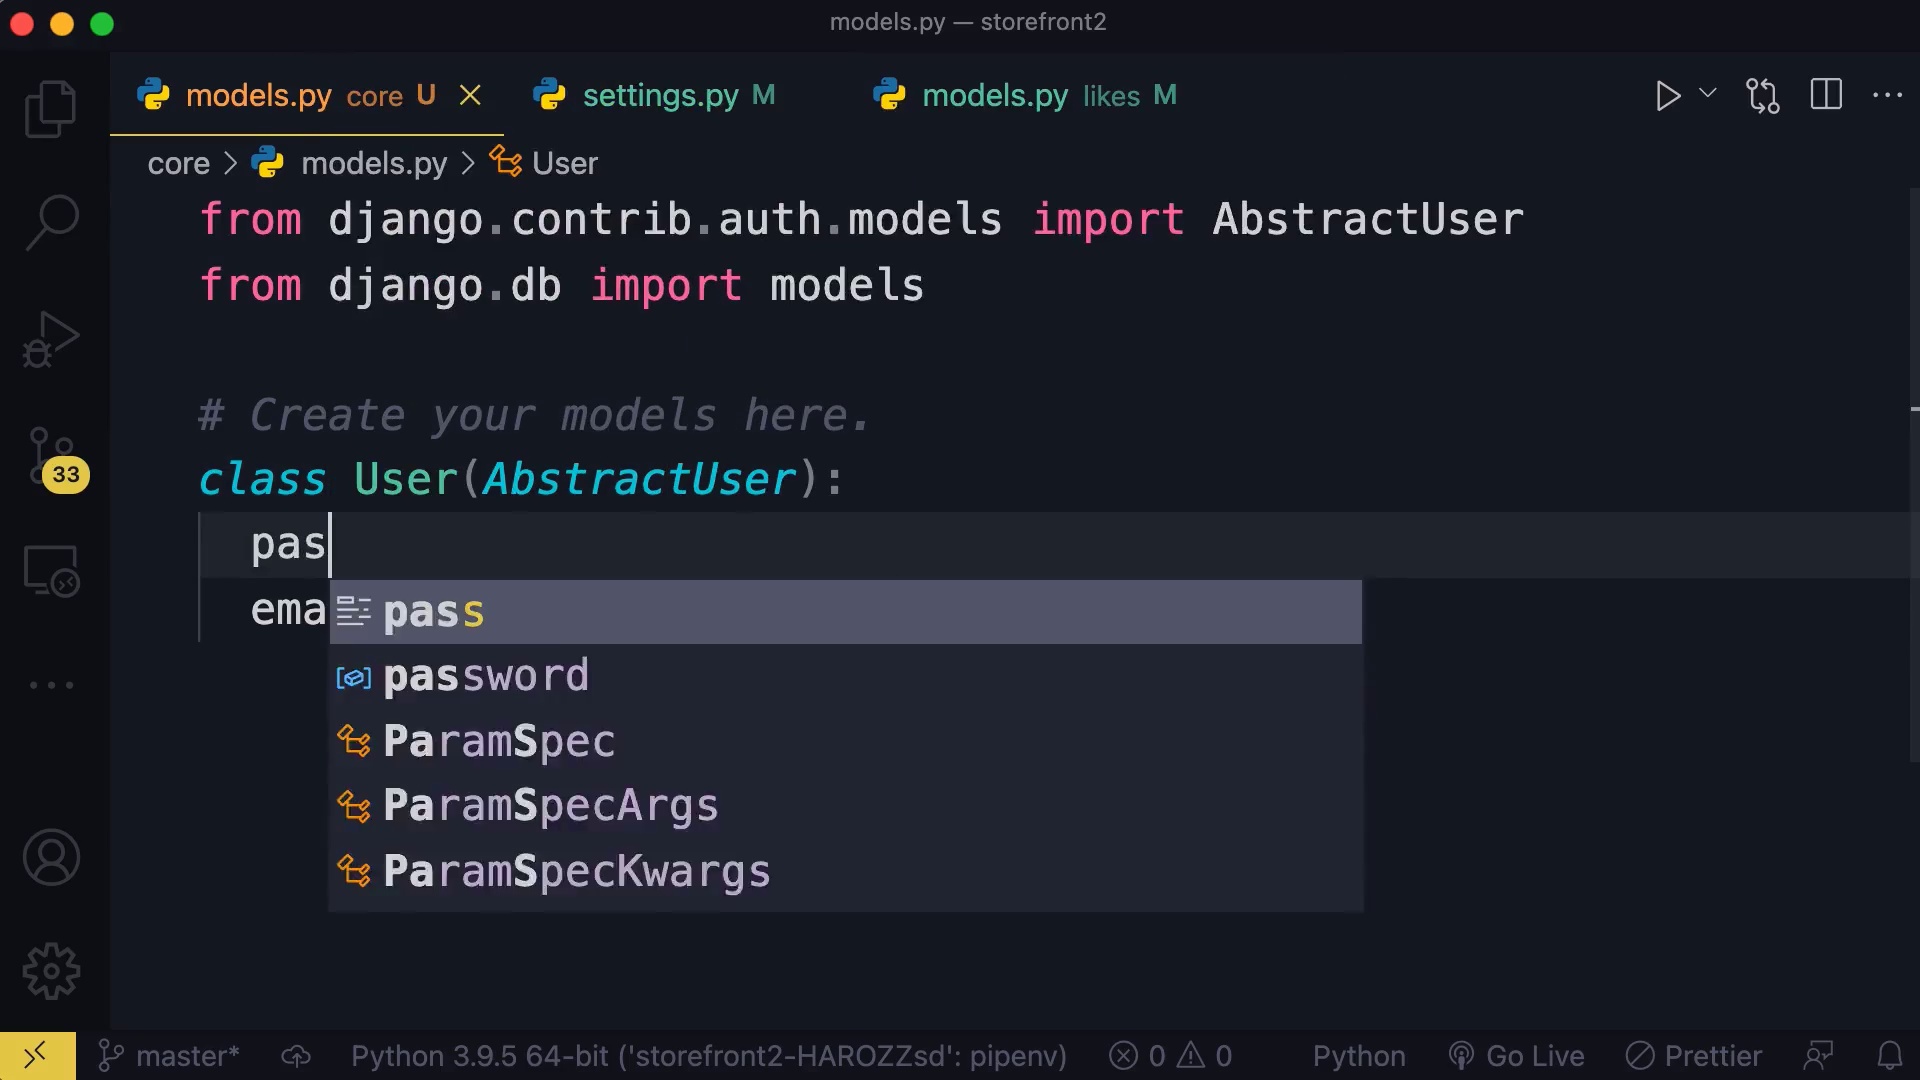 models.py — storefront2
models.py core U settings.py M models.py likes M
core > models.py > User
from django.contrib.auth.models import AbstractUser
from django.db import models
# Create your models here.
class User(AbstractUser):
pas
ema
pass
password
ParamSpec
ParamSpecArgs
ParamSpecKwargs
33
master* Python 3.9.5 64-bit ('storefront2-HAROZZsd': pipenv) 0 0 Python Go Live Prettier